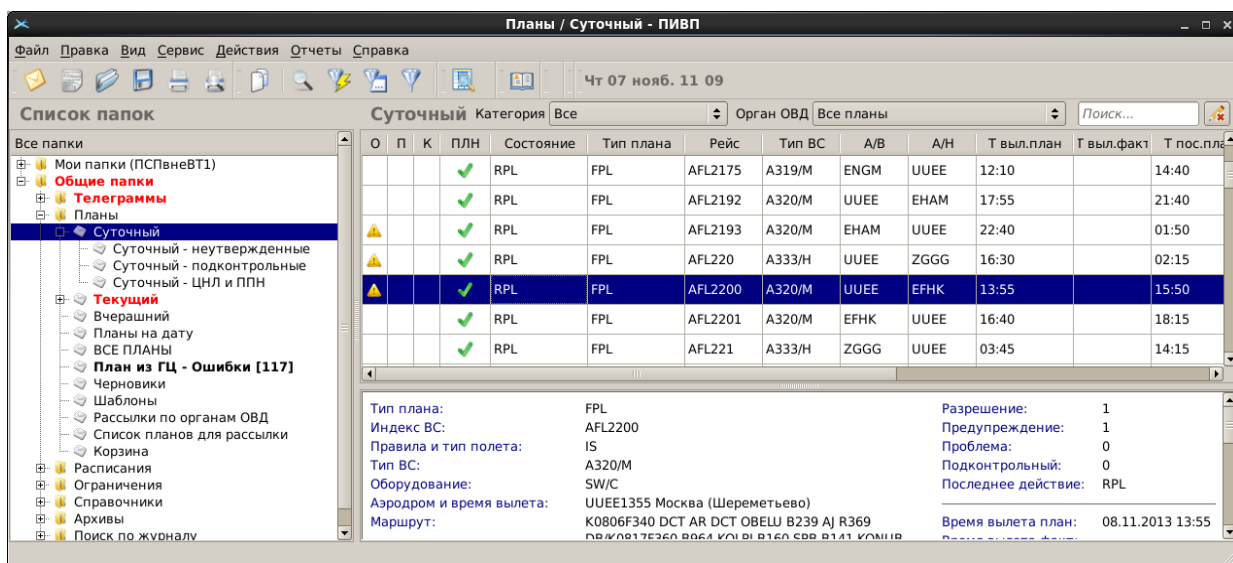 Планы / Суточный - ПИВП
Файл Правка Вид Сервис Действия Отчеты Справка
Чт 07 нояб. 11 09
Список папок
Суточный Категория Все Орган ОВД Все планы Поиск...
Все папки
Мои папки (ПСПвнеВТ1)
Общие папки
Телеграммы
Планы
Суточный
Суточный - неутвержденные
Суточный - подконтрольные
Суточный - ЦНЛ и ППН
Текущий
Вчерашний
Планы на дату
ВСЕ ПЛАНЫ
План из ГЦ - Ошибки [117]
Черновики
Шаблоны
Рассылки по органам ОВД
Список планов для рассылки
Корзина
Расписания
Ограничения
Справочники
Архивы
Поиск по журналу
О П К ПЛН Состояние Тип плана Рейс Тип ВС А/В А/Н Т выл.план Т выл.факт Т пос.пла
RPL FPL AFL2175 A319/M ENGM UUEE 12:10 14:40
RPL FPL AFL2192 A320/M UUEE EHAM 17:55 21:40
RPL FPL AFL2193 A320/M EHAM UUEE 22:40 01:50
RPL FPL AFL220 A333/H UUEE ZGGG 16:30 02:15
RPL FPL AFL2200 A320/M UUEE EFHK 13:55 15:50
RPL FPL AFL2201 A320/M EFHK UUEE 16:40 18:15
RPL FPL AFL221 A333/H ZGGG UUEE 03:45 14:15
Тип плана: FPL
Индекс ВС: AFL2200
Правила и тип полета: IS
Тип ВС: A320/M
Оборудование: SW/C
Аэродром и время вылета: UUEE1355 Москва (Шереметьево)
Маршрут: K0806F340 DCT AR DCT OBELU B239 AJ R369
Разрешение: 1
Предупреждение: 1
Проблема: 0
Подконтрольный: 0
Последнее действие: RPL
Время вылета план: 08.11.2013 13:55